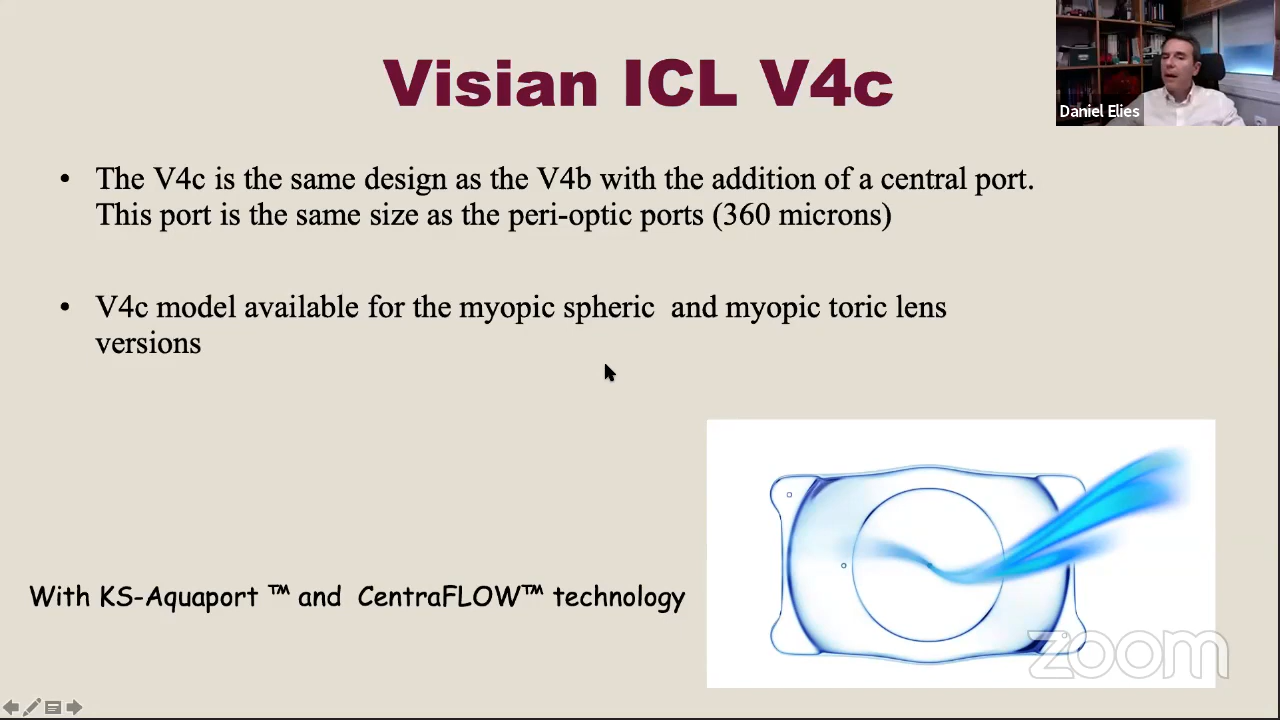 Visian ICL V4c
Daniel Elies
• The V4c is the same design as the V4b with the addition of a central port.
This port is the same size as the peri-optic ports (360 microns)
• V4c model available for the myopic spheric  and myopic toric lens
versions
With KS-Aquaport ™ and  CentraFLOW™ technology
zoom